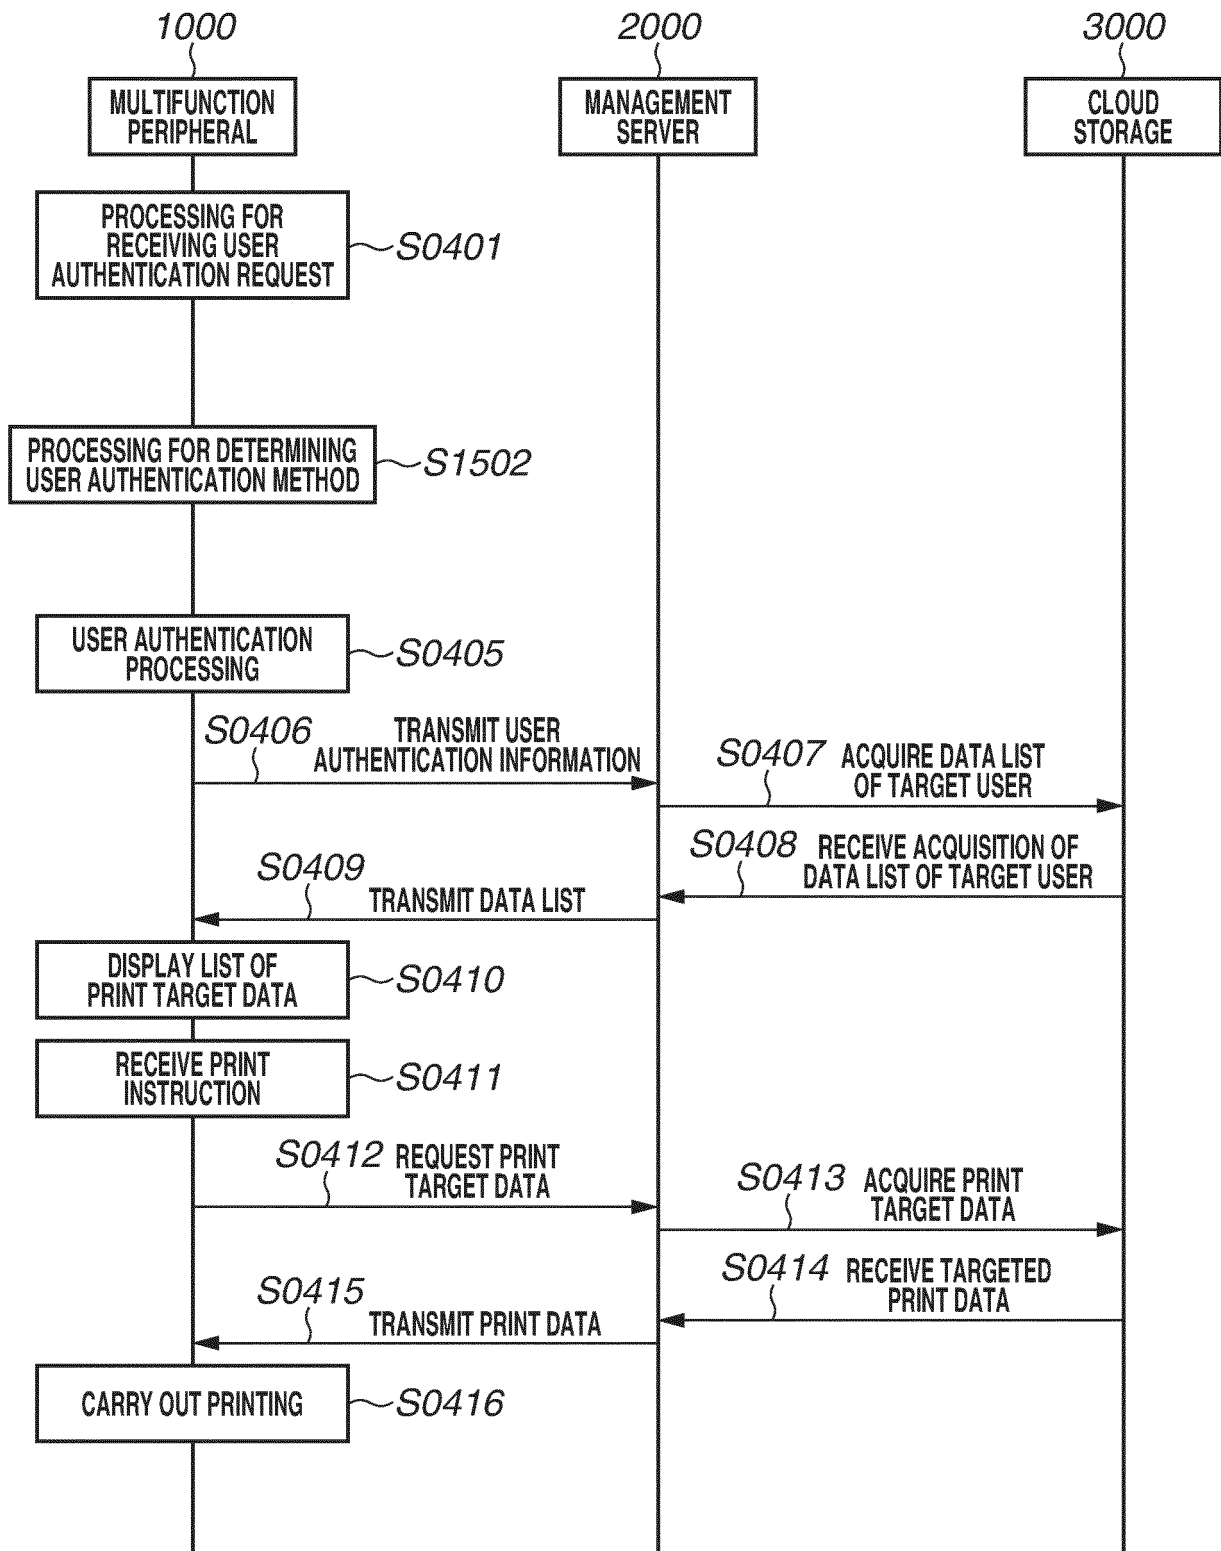 1000
2000
3000
MULTIFUNCTION
PERIPHERAL
MANAGEMENT
SERVER
CLOUD
STORAGE
PROCESSING FOR
RECEIVING USER
AUTHENTICATION REQUEST
S0401
PROCESSING FOR DETERMINING
USER AUTHENTICATION METHOD
S1502
USER AUTHENTICATION
PROCESSING
S0405
S0406
TRANSMIT USER
AUTHENTICATION INFORMATION
S0407
ACQUIRE DATA LIST
OF TARGET USER
S0408
RECEIVE ACQUISITION OF
DATA LIST OF TARGET USER
S0409
TRANSMIT DATA LIST
DISPLAY LIST OF
PRINT TARGET DATA
S0410
RECEIVE PRINT
INSTRUCTION
S0411
S0412
REQUEST PRINT
TARGET DATA
S0413
ACQUIRE PRINT
TARGET DATA
S0414
RECEIVE TARGETED
PRINT DATA
S0415
TRANSMIT PRINT DATA
CARRY OUT PRINTING
S0416